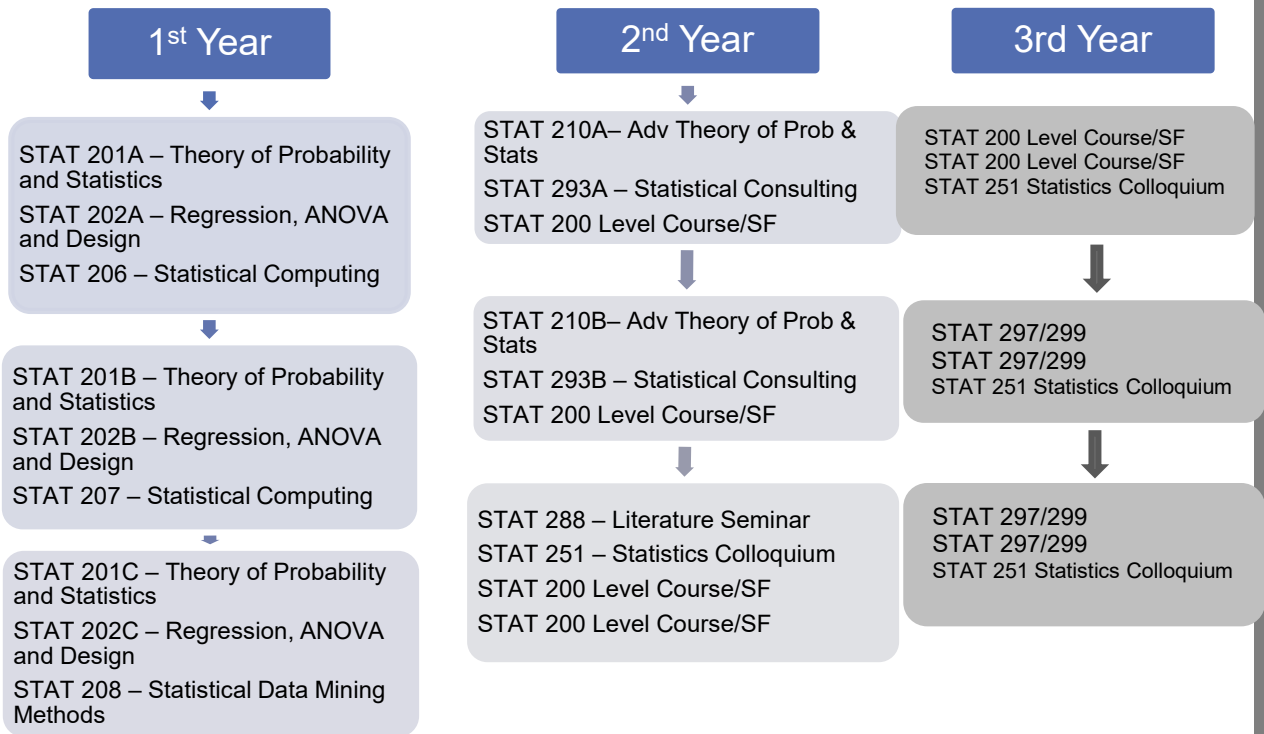 1st Year
STAT 201A – Theory of Probability
and Statistics
STAT 202A – Regression, ANOVA
and Design
STAT 206 – Statistical Computing
STAT 201B – Theory of Probability
and Statistics
STAT 202B – Regression, ANOVA
and Design
STAT 207 – Statistical Computing
STAT 201C – Theory of Probability
and Statistics
STAT 202C – Regression, ANOVA
and Design
STAT 208 – Statistical Data Mining
Methods
2nd Year
STAT 210A– Adv Theory of Prob &
Stats
STAT 293A – Statistical Consulting
STAT 200 Level Course/SF
STAT 210B– Adv Theory of Prob &
Stats
STAT 293B – Statistical Consulting
STAT 200 Level Course/SF
STAT 288 – Literature Seminar
STAT 251 – Statistics Colloquium
STAT 200 Level Course/SF
STAT 200 Level Course/SF
3rd Year
STAT 200 Level Course/SF
STAT 200 Level Course/SF
STAT 251 Statistics Colloquium
STAT 297/299
STAT 297/299
STAT 251 Statistics Colloquium
STAT 297/299
STAT 297/299
STAT 251 Statistics Colloquium